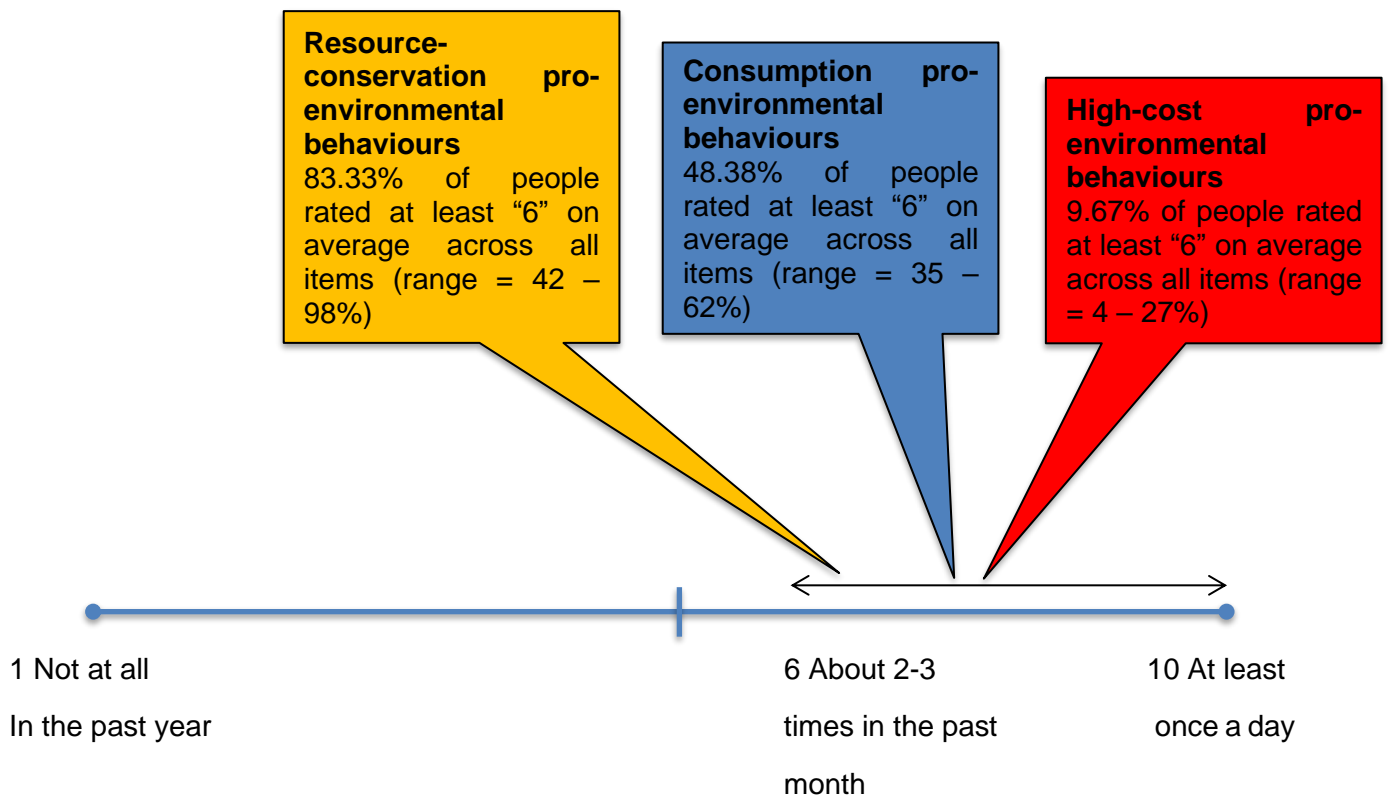 Resource-
conservation pro-
environmental
behaviours
83.33% of people
rated at least “6” on
average across all
items (range = 42 –
98%)
Consumption pro-
environmental
behaviours
48.38% of people
rated at least “6” on
average across all
items (range = 35 –
62%)
High-cost pro-
environmental
behaviours
9.67% of people rated
at least “6” on average
across all items (range
= 4 – 27%)
1 Not at all
In the past year
6 About 2-3
times in the past
month
10 At least
once a day